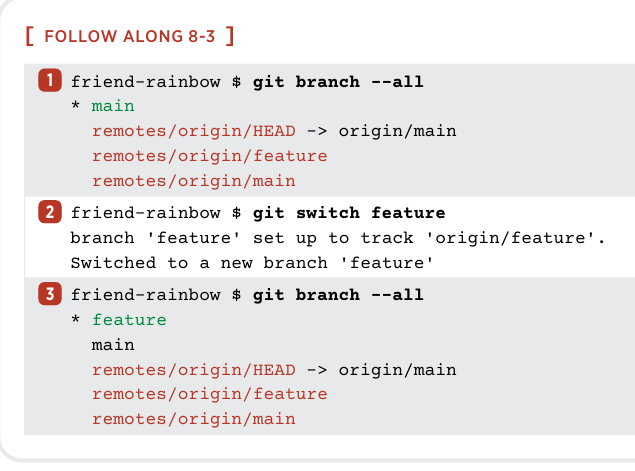 [ FOLLOW ALONG 8-3 ]
1 friend-rainbow $ git branch --all
* main
remotes/origin/HEAD -> origin/main
remotes/origin/feature
remotes/origin/main
2 friend-rainbow $ git switch feature
branch 'feature' set up to track 'origin/feature'.
Switched to a new branch 'feature'
3 friend-rainbow $ git branch --all
* feature
main
remotes/origin/HEAD -> origin/main
remotes/origin/feature
remotes/origin/main